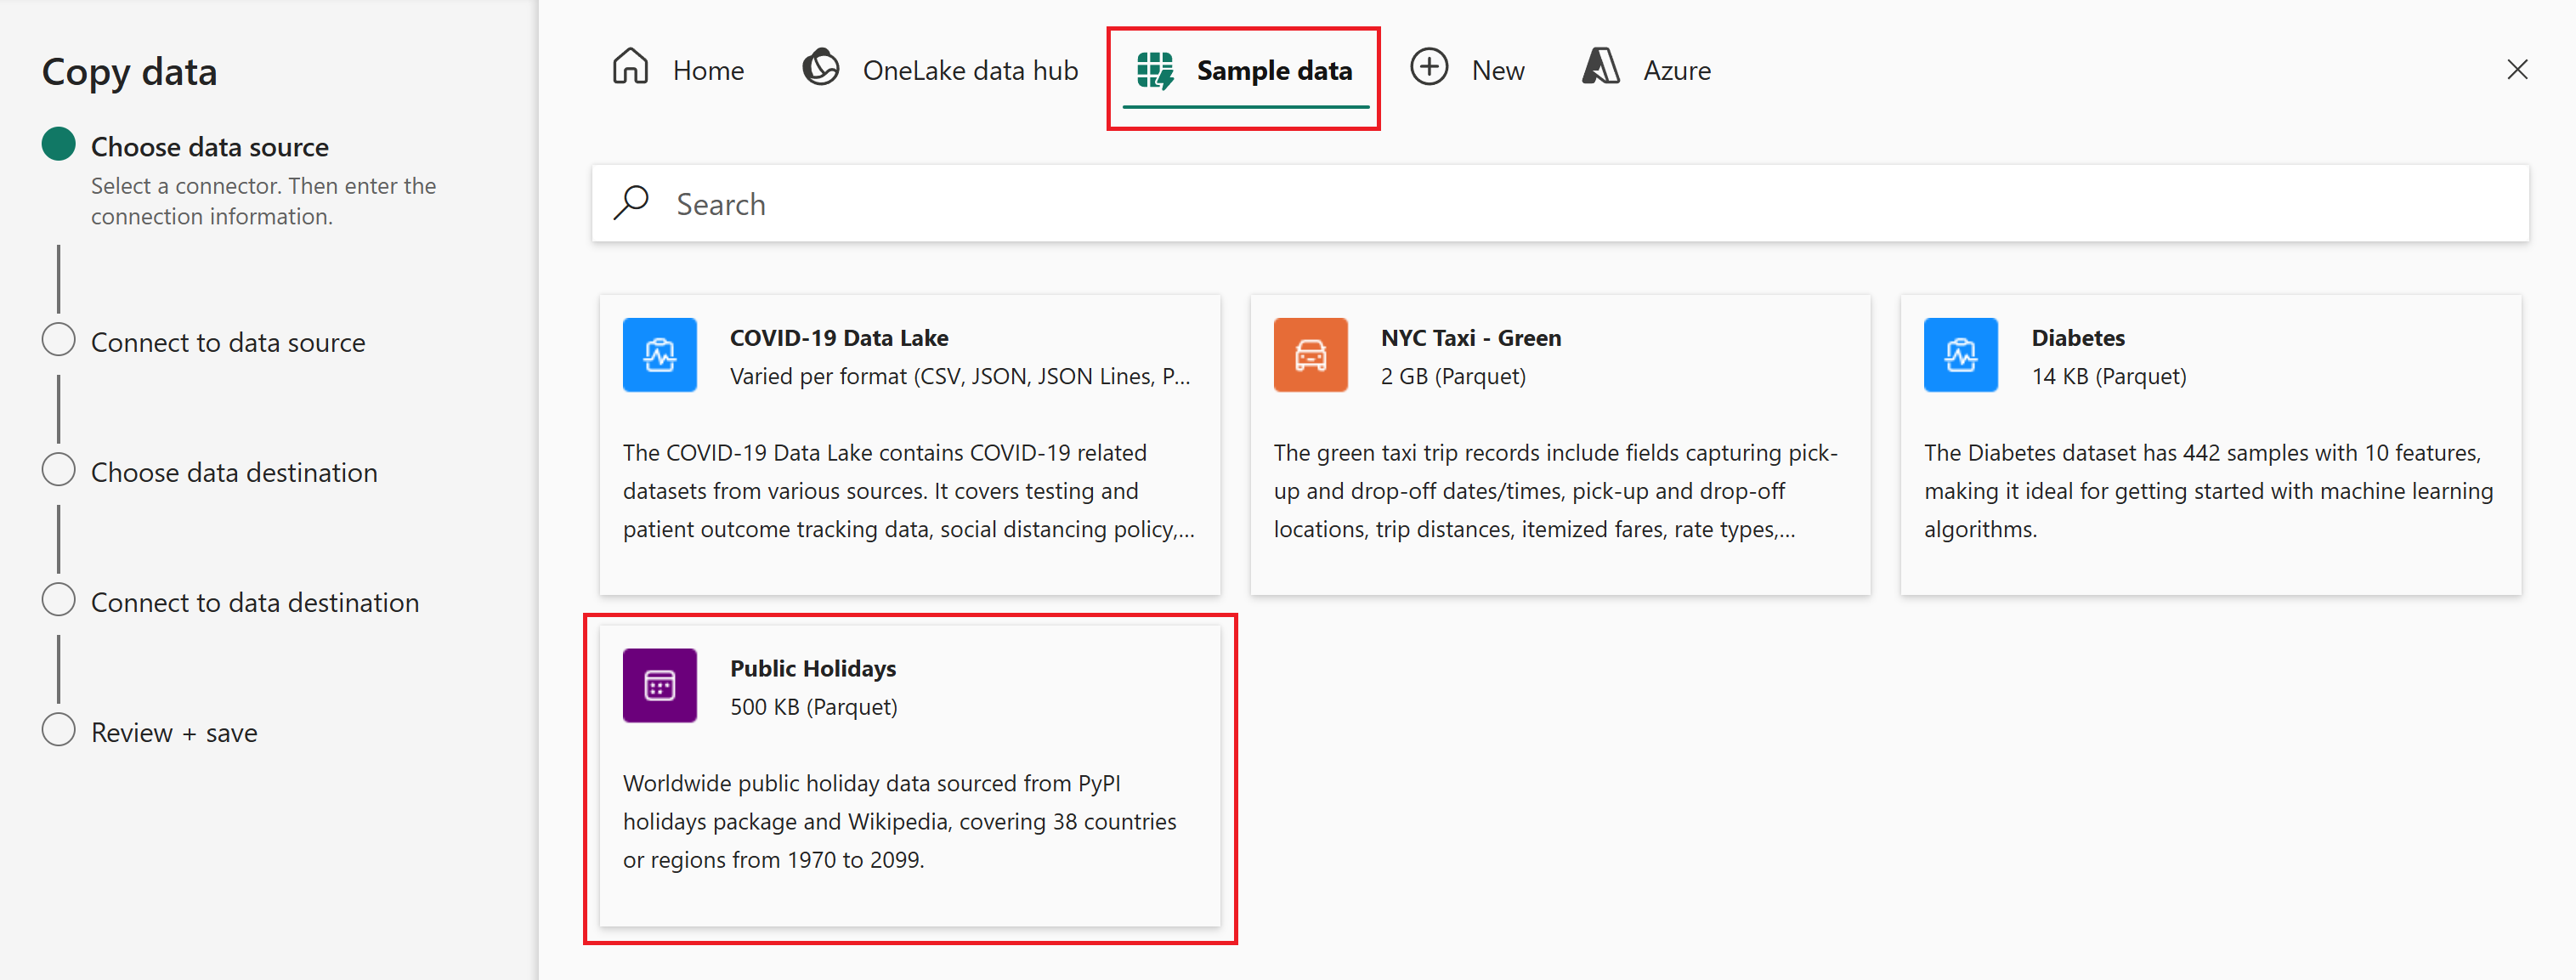 Copy data
Choose data source
Select a connector. Then enter the
connection information.
Connect to data source
Choose data destination
Connect to data destination
Review + save
Home
OneLake data hub
Sample data
New
Azure
Search
COVID-19 Data Lake
Varied per format (CSV, JSON, JSON Lines, P...
The COVID-19 Data Lake contains COVID-19 related
datasets from various sources. It covers testing and
patient outcome tracking data, social distancing policy,...
NYC Taxi - Green
2 GB (Parquet)
The green taxi trip records include fields capturing pick-
up and drop-off dates/times, pick-up and drop-off
locations, trip distances, itemized fares, rate types,...
Diabetes
14 KB (Parquet)
The Diabetes dataset has 442 samples with 10 features,
making it ideal for getting started with machine learning
algorithms.
Public Holidays
500 KB (Parquet)
Worldwide public holiday data sourced from PyPI
holidays package and Wikipedia, covering 38 countries
or regions from 1970 to 2099.